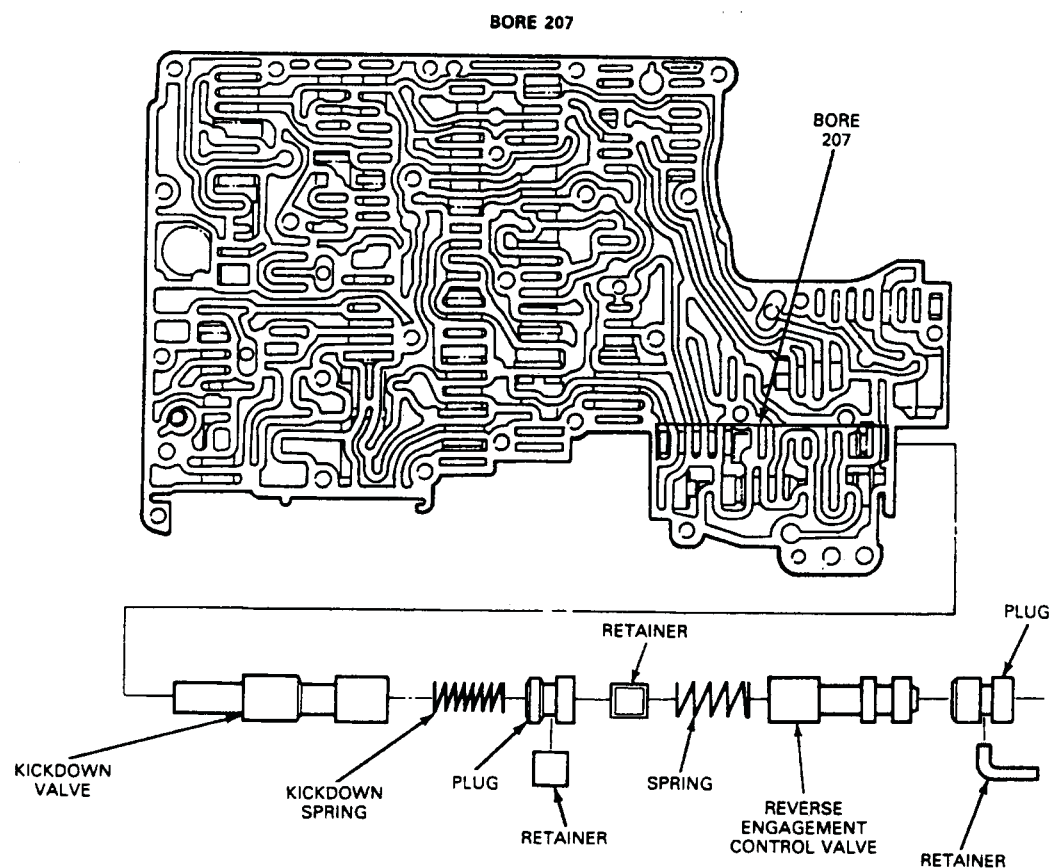 BORE 207
BORE
207
RETAINER
PLUG
KICKDOWN
VALVE
KICKDOWN
SPRING
PLUG
RETAINER
SPRING
REVERSE
ENGAGEMENT
CONTROL VALVE
RETAINER